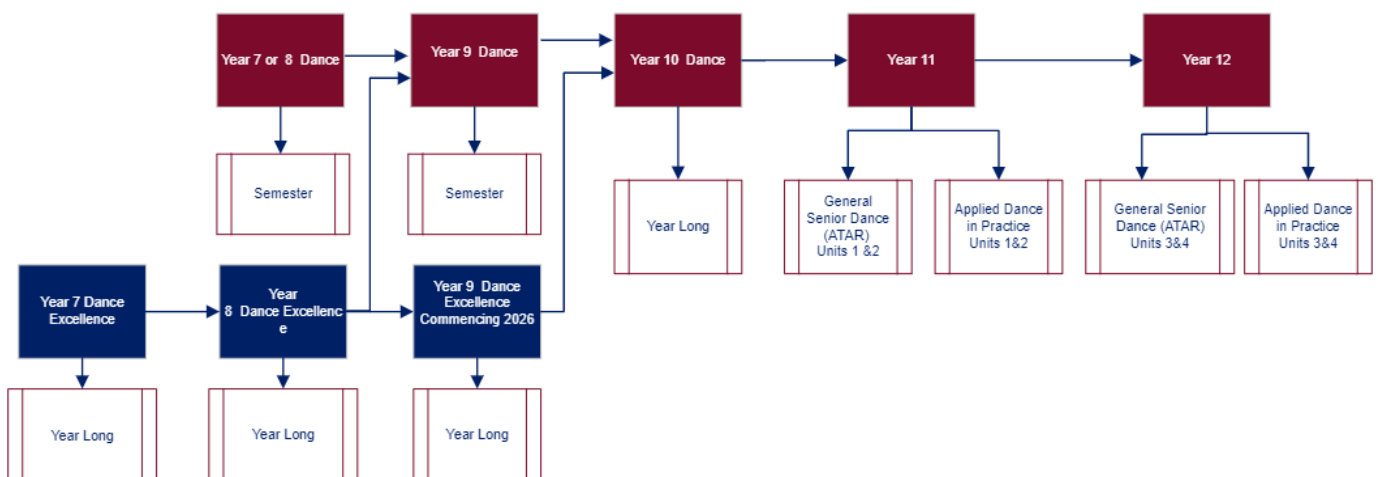 Year 7 or 8 Dance
Year 9 Dance
Year 10 Dance
Year 11
Year 12
Semester
Semester
Year Long
General
Senior Dance
(ATAR)
Units 1 &2
Applied Dance
in Practice
Units 1&2
General Senior
Dance (ATAR)
Units 3&4
Applied Dance
in Practice
Units 3&4
Year 7 Dance
Excellence
Year
8 Dance Excellenc
e
Year 9 Dance
Excellence
Commencing 2026
Year Long
Year Long
Year Long